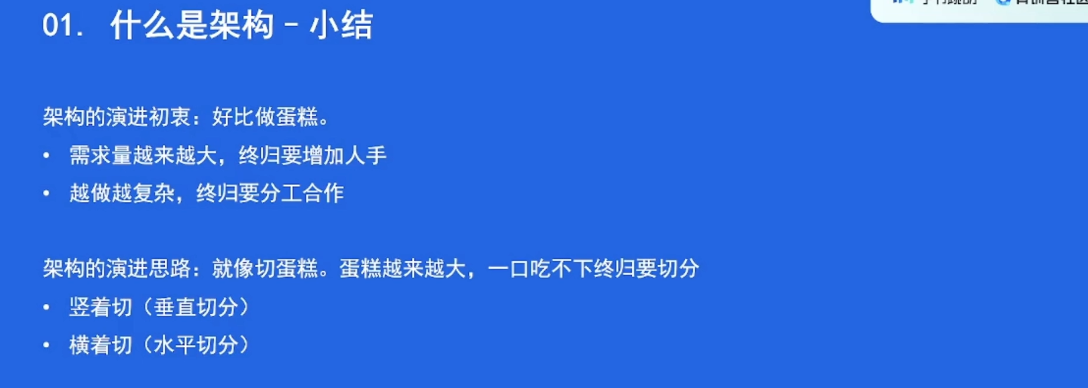 01. 什么是架构 - 小结
架构的演进初衷：好比做蛋糕。
• 需求量越来越大，终归要增加人手
• 越做越复杂，终归要分工合作
架构的演进思路：就像切蛋糕。蛋糕越来越大，一口吃不下终归要切分
• 竖着切（垂直切分）
• 横着切（水平切分）